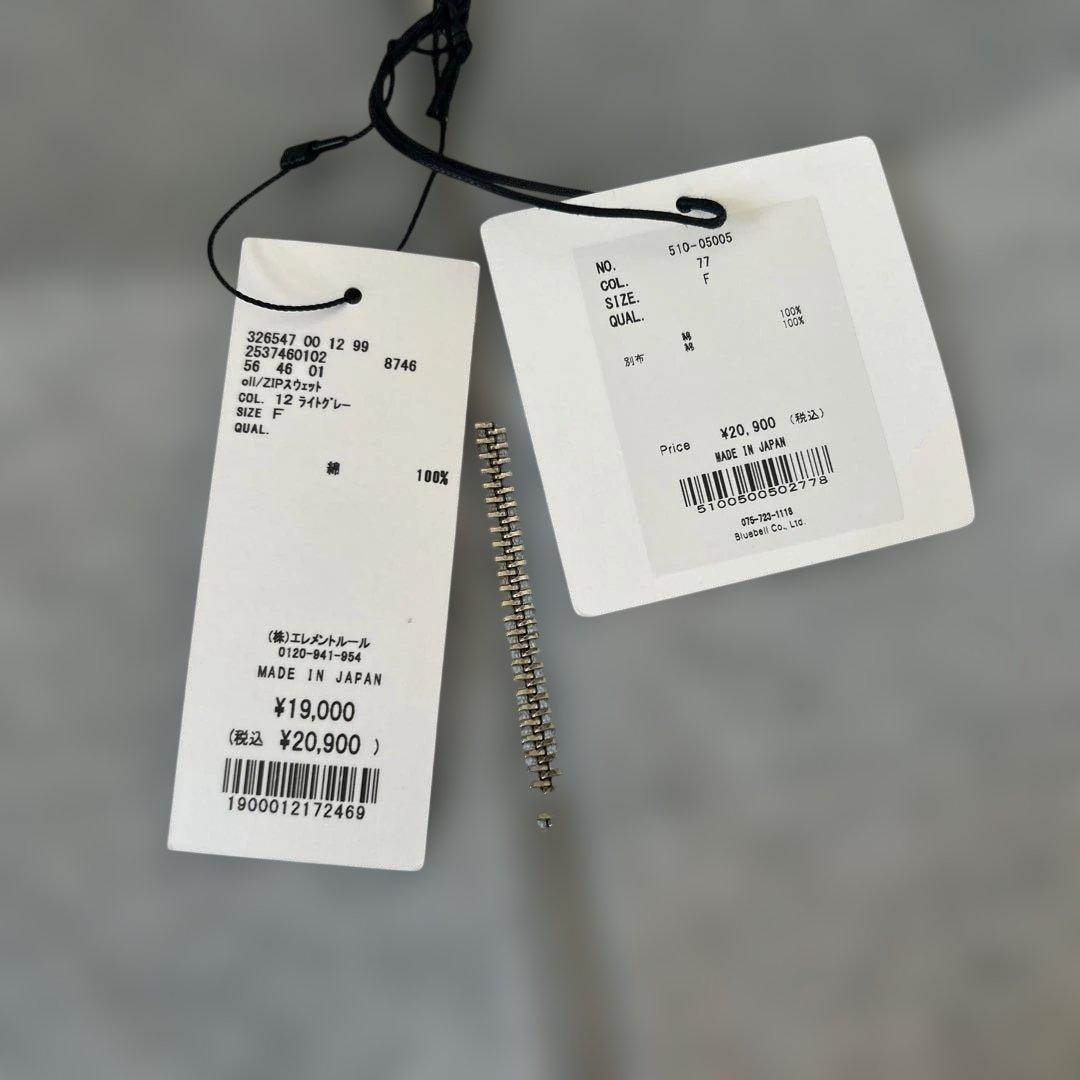 326547 00 12 99
2537460102 8746
56 46 01
oll/ZIPスウェット
COL. 12 ライトグレー
SIZE F
QUAL.
綿 100%
(株)エレメントルール
0120-941-954
MADE IN JAPAN
¥19,000
(税込 ¥20,900 )
1900012172469
NO. 510-05005
COL. 77
SIZE. F
QUAL.
綿 100%
別布 綿 100%
Price ¥20,900 (税込)
MADE IN JAPAN
5100500502778
075-723-1118
Bluebell Co., Ltd.